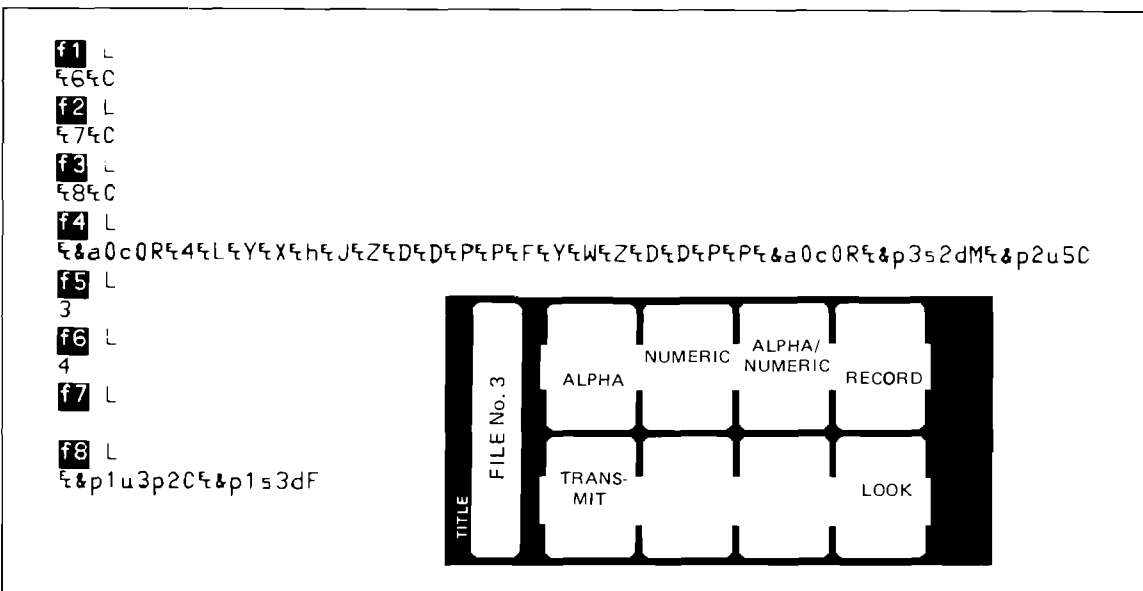 f1 L
␛6␛C
f2 L
␛7␛C
f3 L
␛8␛C
f4 L
␛&a0c0R␛4␛L␛Y␛X␛h␛J␛Z␛D␛D␛P␛P␛F␛Y␛W␛Z␛D␛D␛P␛P␛&a0c0R␛&p3s2dM␛&p2u5C
f5 L
3
f6 L
4
f7 L
f8 L
␛&p1u3p2C␛&p1s3dF
TITLE
FILE No. 3
ALPHA
NUMERIC
ALPHA/
NUMERIC
RECORD
TRANS-
MIT
LOOK